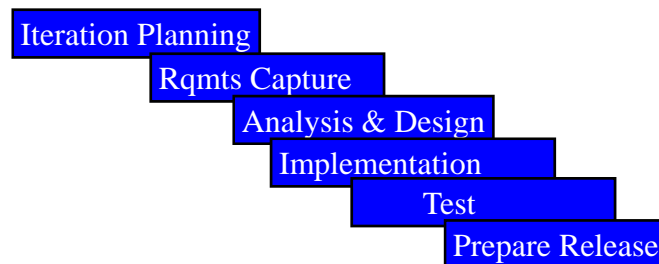 Iteration Planning
Rqmts Capture
Analysis & Design
Implementation
Test
Prepare Release